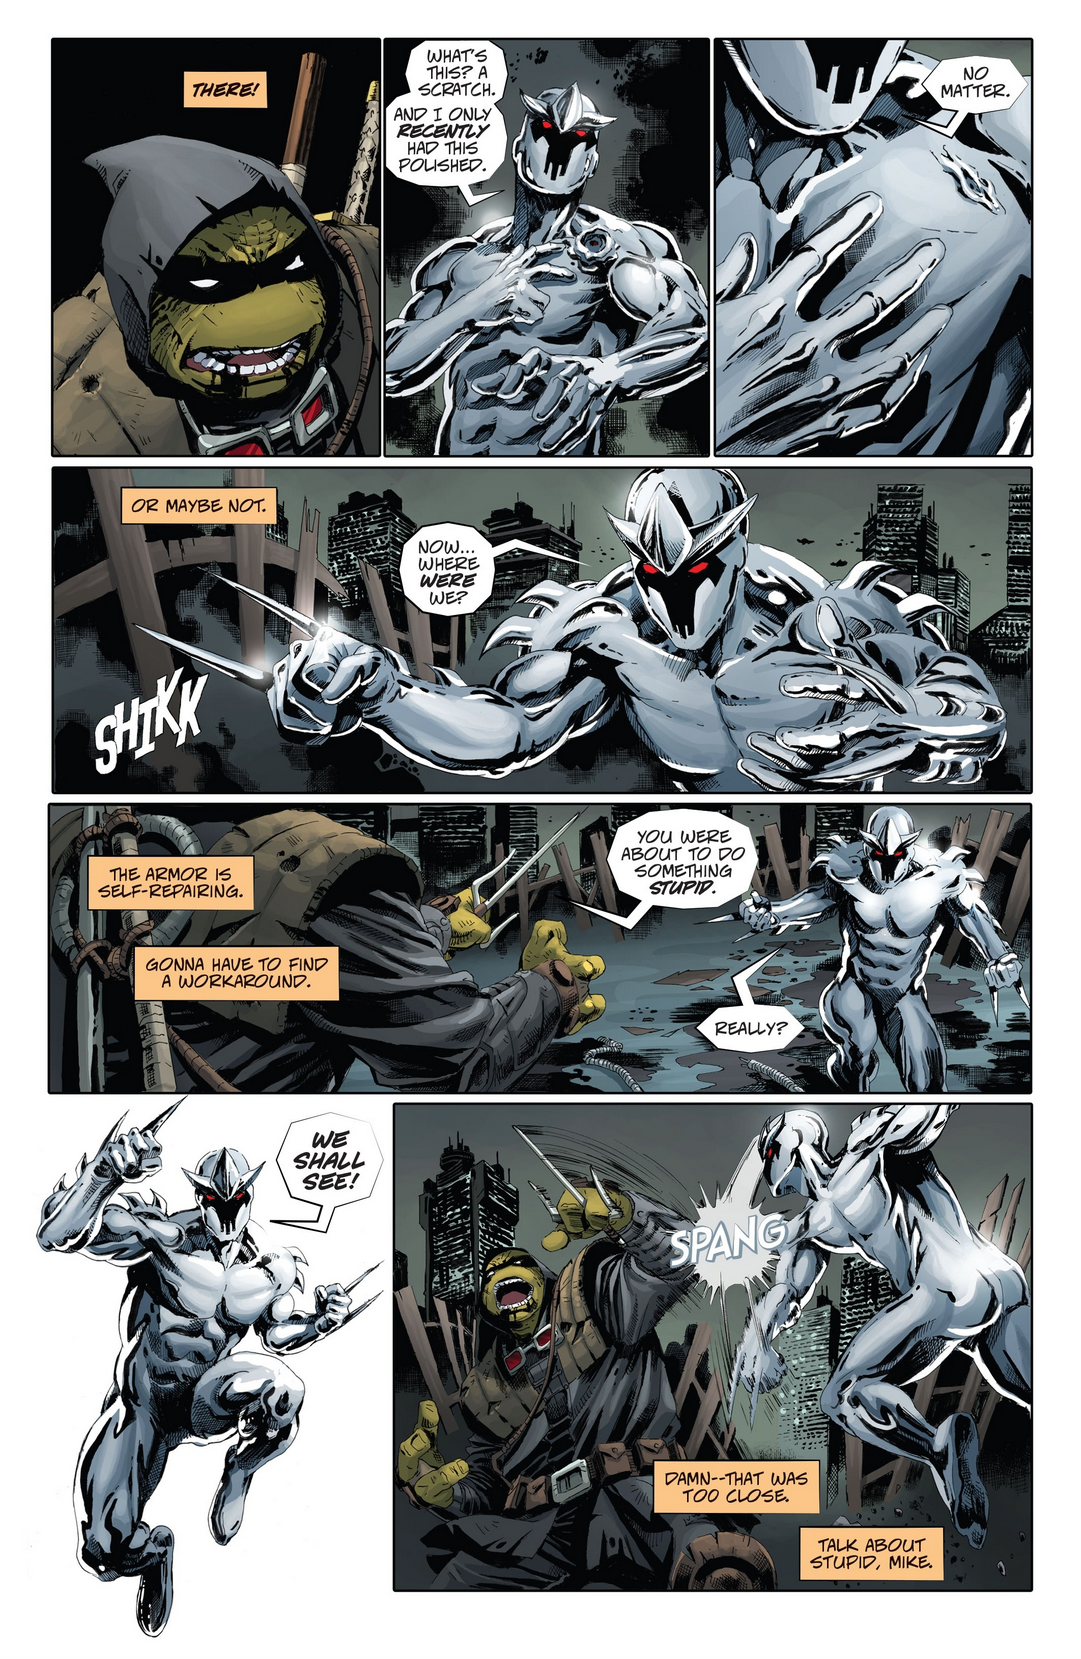 THERE!
WHAT'S
THIS? A
SCRATCH.
AND I ONLY
RECENTLY
HAD THIS
POLISHED.
NO
MATTER.
OR MAYBE NOT.
NOW...
WHERE
WERE
WE?
SHIKK
THE ARMOR IS
SELF-REPAIRING.
GONNA HAVE TO FIND
A WORKAROUND.
YOU WERE
ABOUT TO DO
SOMETHING
STUPID.
REALLY?
WE
SHALL
SEE!
SPANG
DAMN--THAT WAS
TOO CLOSE.
TALK ABOUT
STUPID, MIKE.